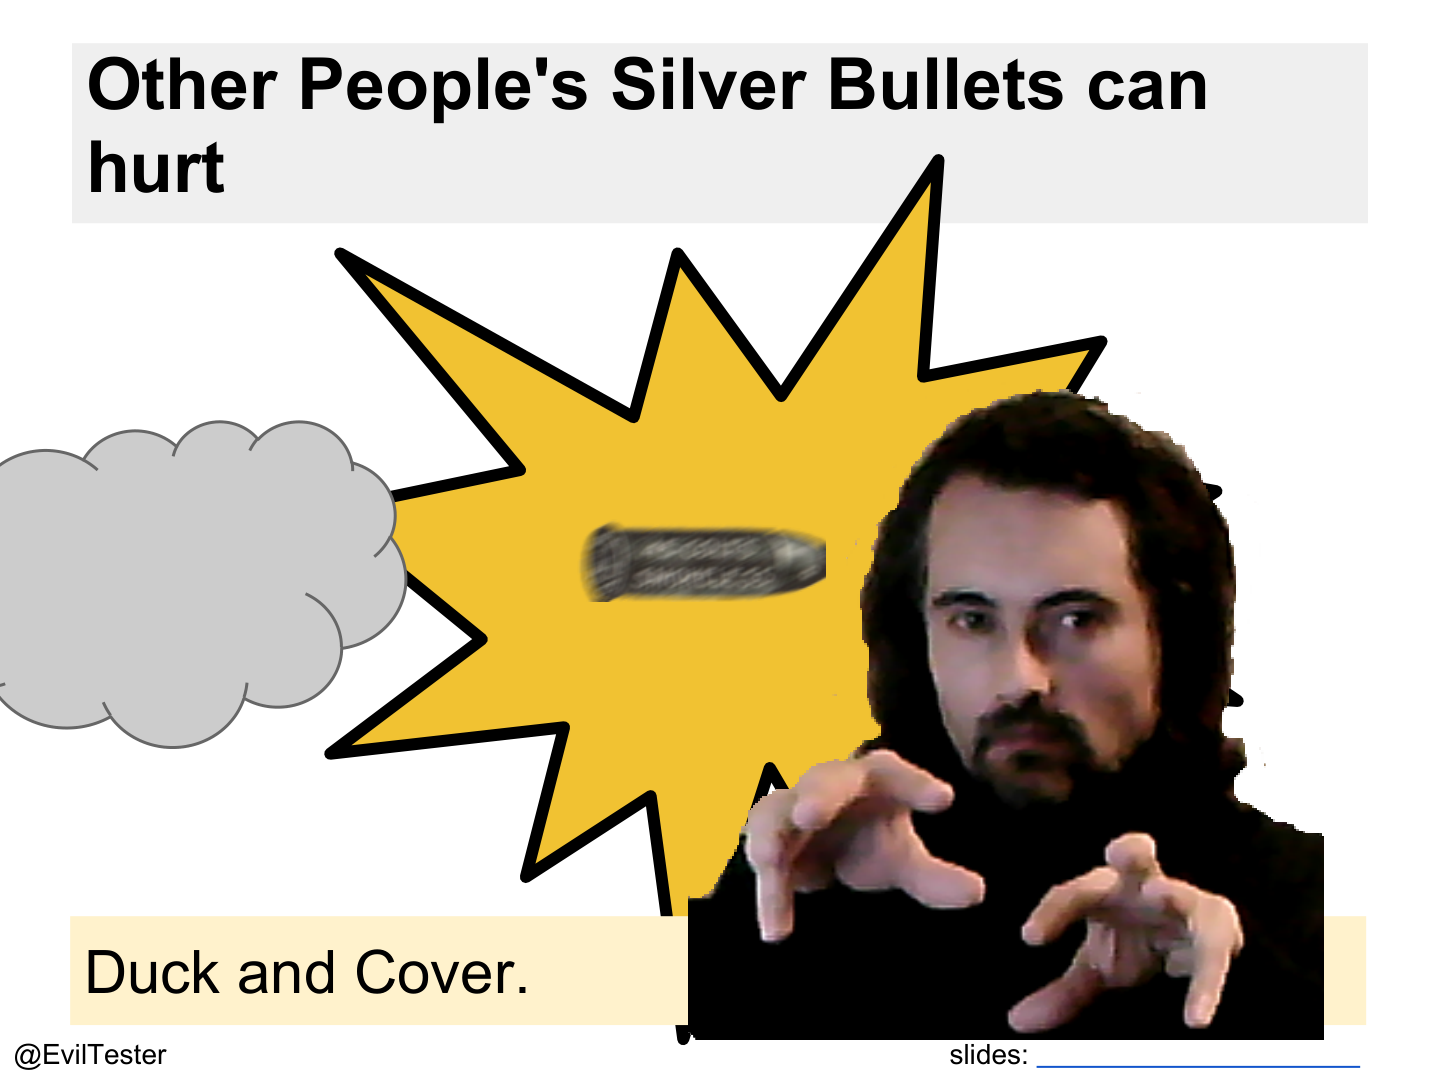 Other People's Silver Bullets can
hurt
Duck and Cover.
@EvilTester
slides: